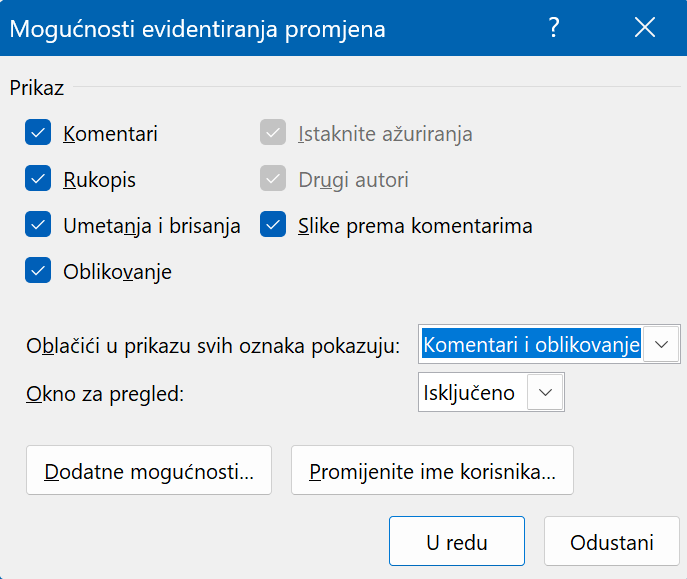 Mogućnosti evidentiranja promjena ?
Prikaz
Komentari Istaknite ažuriranja
Rukopis Drugi autori
Umetanja i brisanja Slike prema komentarima
Oblikovanje
Oblačići u prikazu svih oznaka pokazuju: Komentari i oblikovanje
Okno za pregled: Isključeno
Dodatne mogućnosti... Promijenite ime korisnika...
U redu Odustani